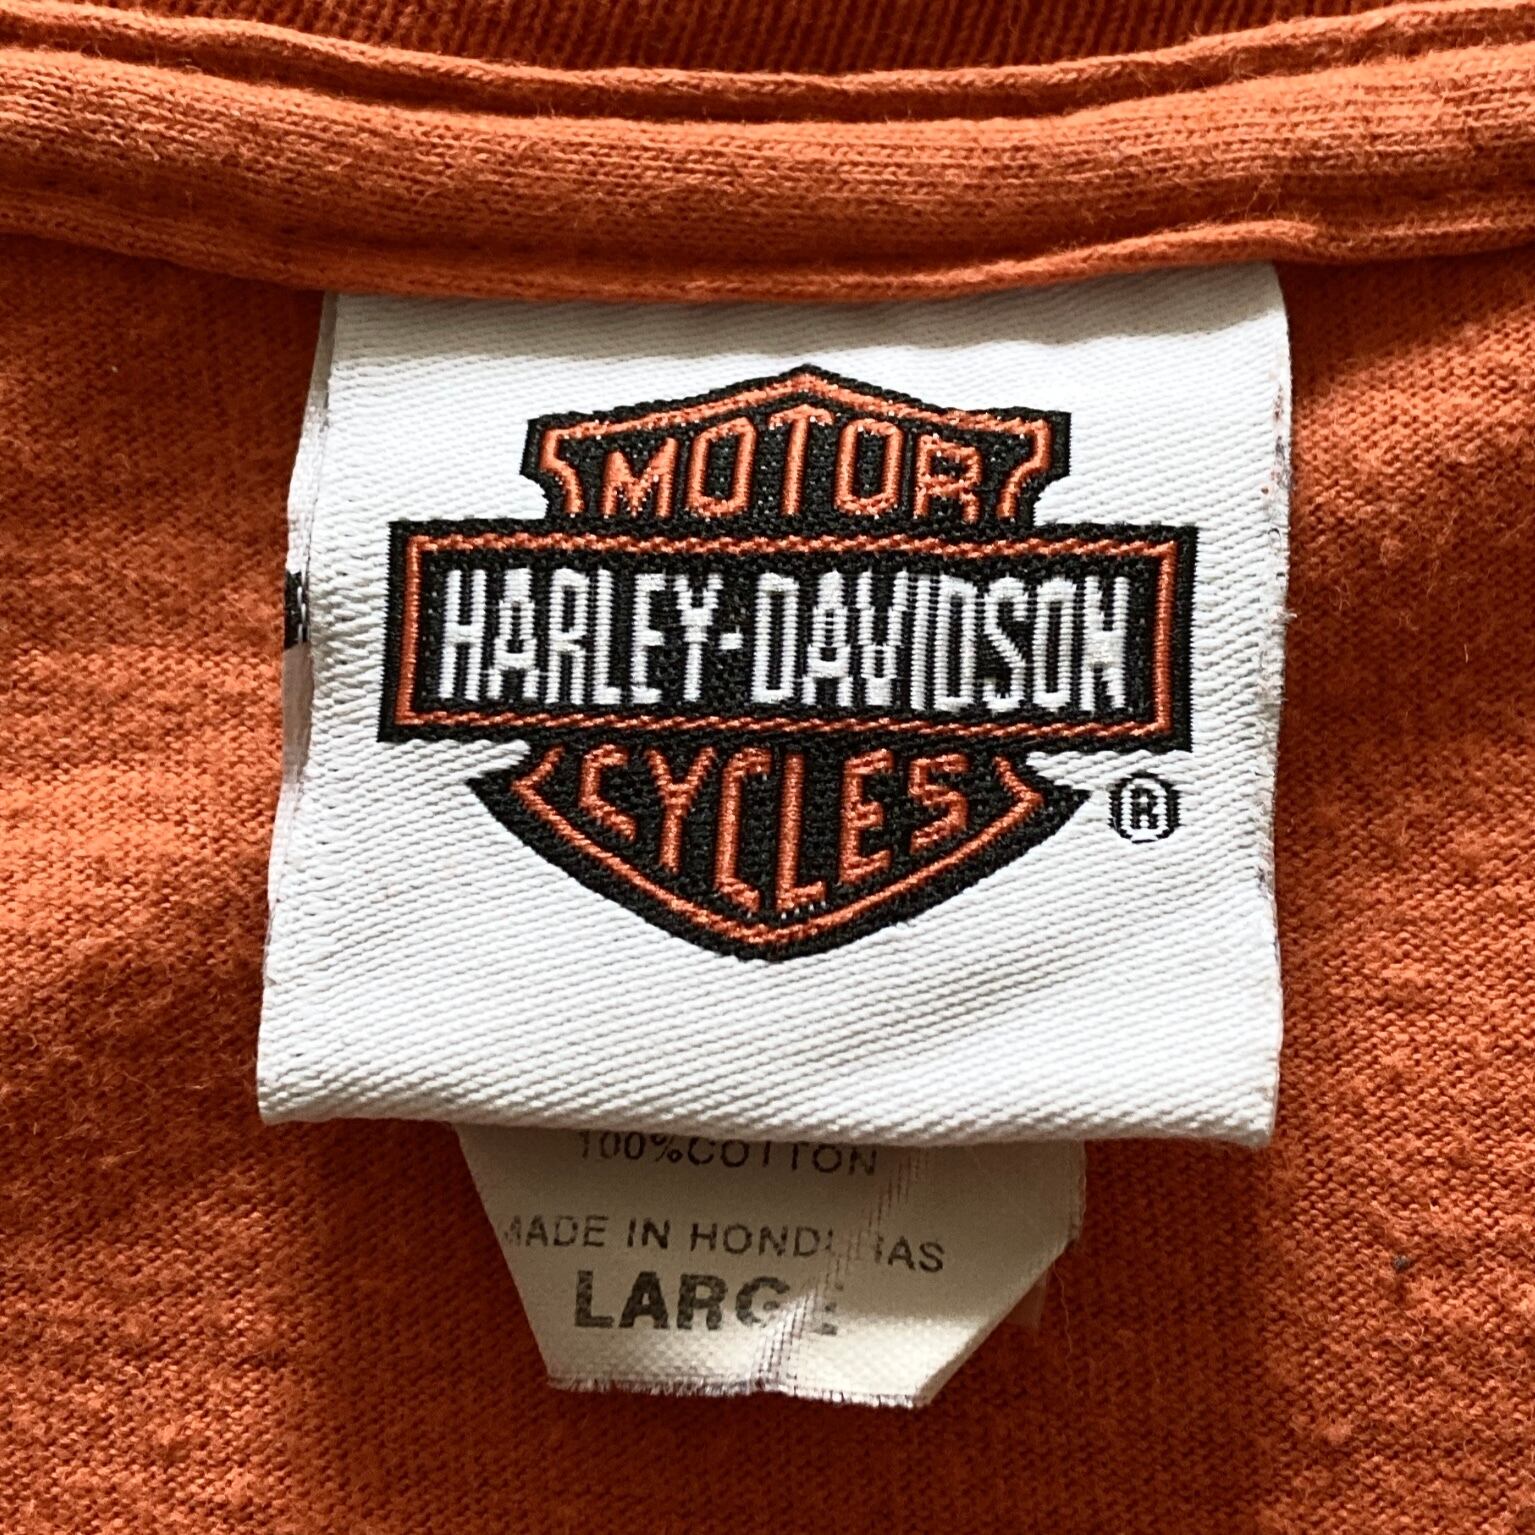 MOTOR
HARLEY-DAVIDSON
CYCLES
®
100%COTTON
MADE IN HONDURAS
LARGE